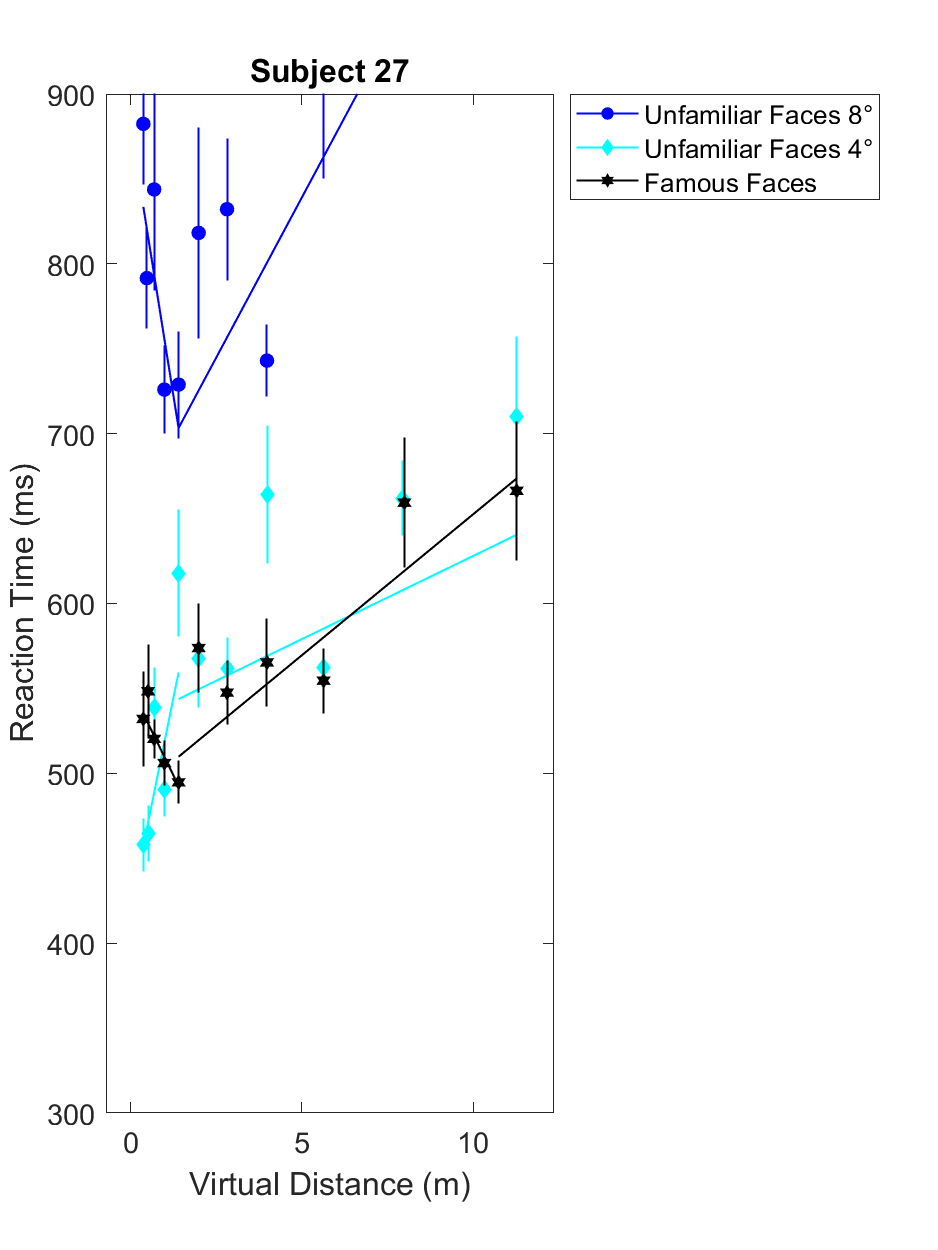 Subject 27
900
800
700
600
500
400
300
0
5
10
Reaction Time (ms)
Virtual Distance (m)
Unfamiliar Faces 8°
Unfamiliar Faces 4°
Famous Faces